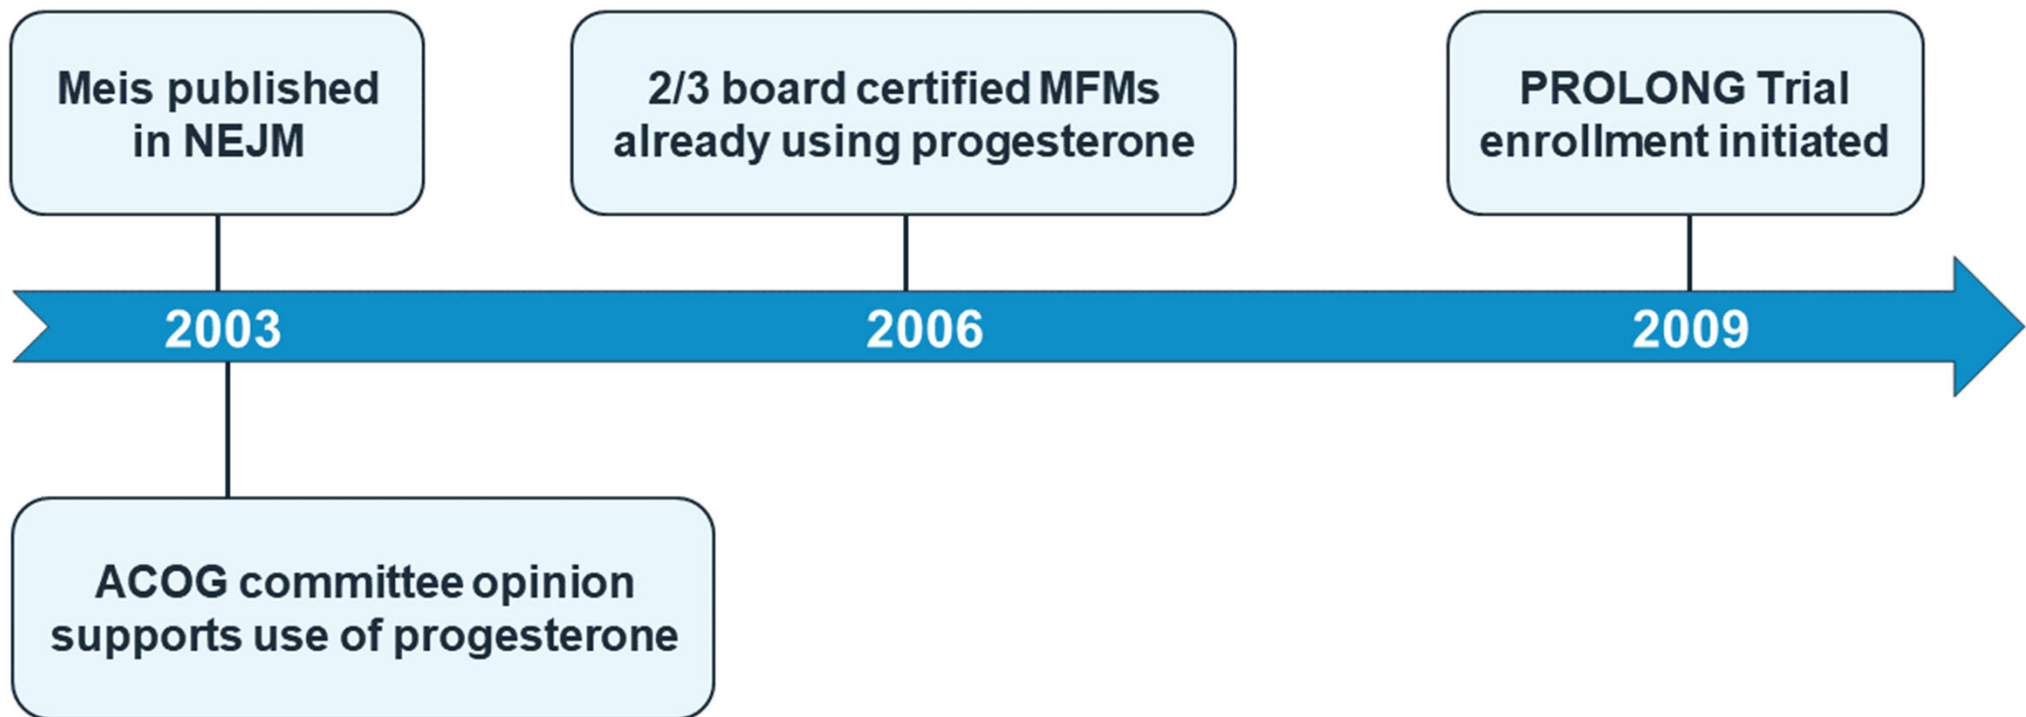 Meis published
in NEJM
2/3 board certified MFMs
already using progesterone
PROLONG Trial
enrollment initiated
2003
2006
2009
ACOG committee opinion
supports use of progesterone